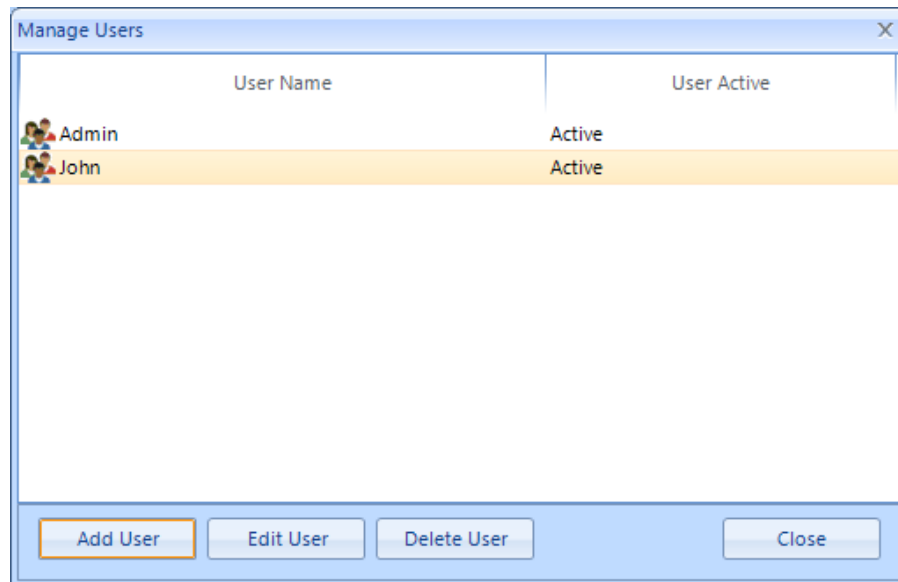 Manage Users X
User Name User Active
Admin Active
John Active
Add User Edit User Delete User Close